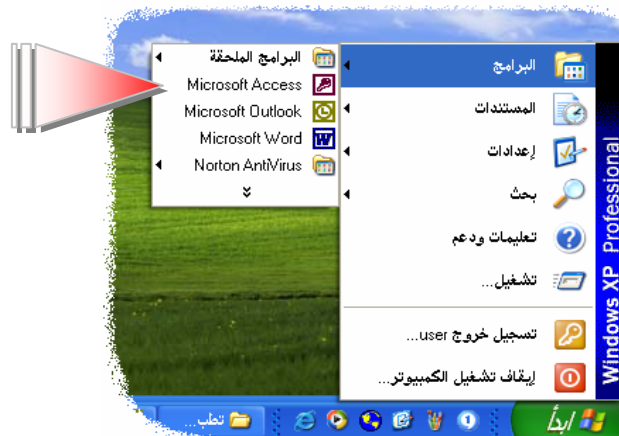 البرامج
المستندات
إعدادات
بحث
تعليمات ودعم
تشغيل...
تسجيل خروج user...
إيقاف تشغيل الكمبيوتر...
Windows XP Professional
البرامج الملحقة
Microsoft Access
Microsoft Outlook
Microsoft Word
Norton AntiVirus
ابدأ
تطب...